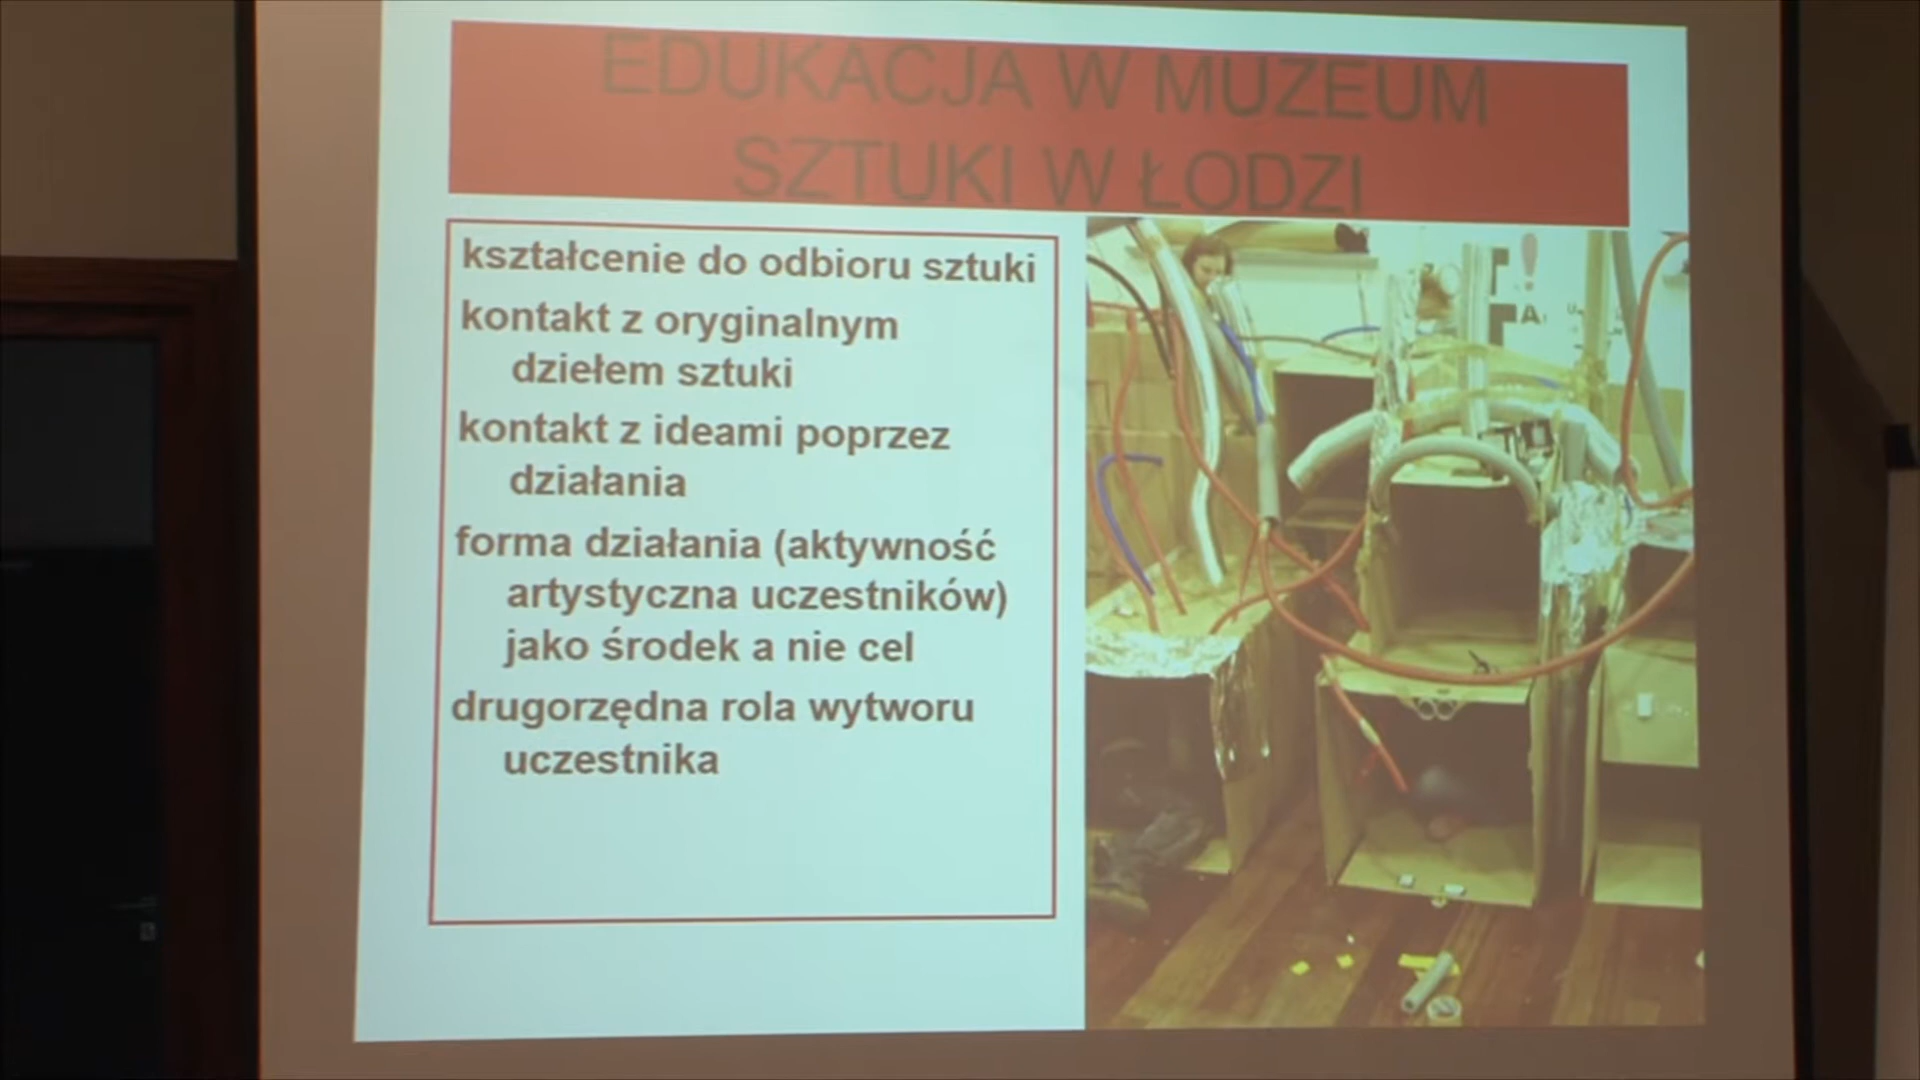 EDUKACJA W MUZEUM
SZTUKI W ŁODZI
kształcenie do odbioru sztuki
kontakt z oryginalnym
dziełem sztuki
kontakt z ideami poprzez
działania
forma działania (aktywność
artystyczna uczestników)
jako środek a nie cel
drugorzędna rola wytworu
uczestnika